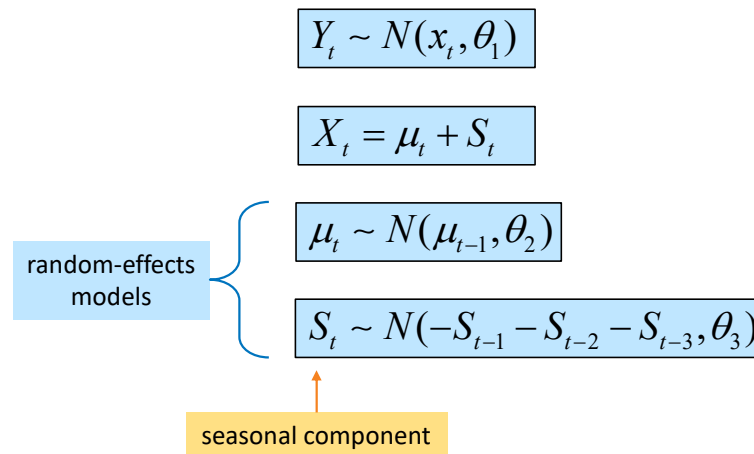 Y_t ~ N(x_t, θ_1)
X_t = μ_t + S_t
μ_t ~ N(μ_{t-1}, θ_2)
random-effects
models
S_t ~ N(-S_{t-1} - S_{t-2} - S_{t-3}, θ_3)
seasonal component